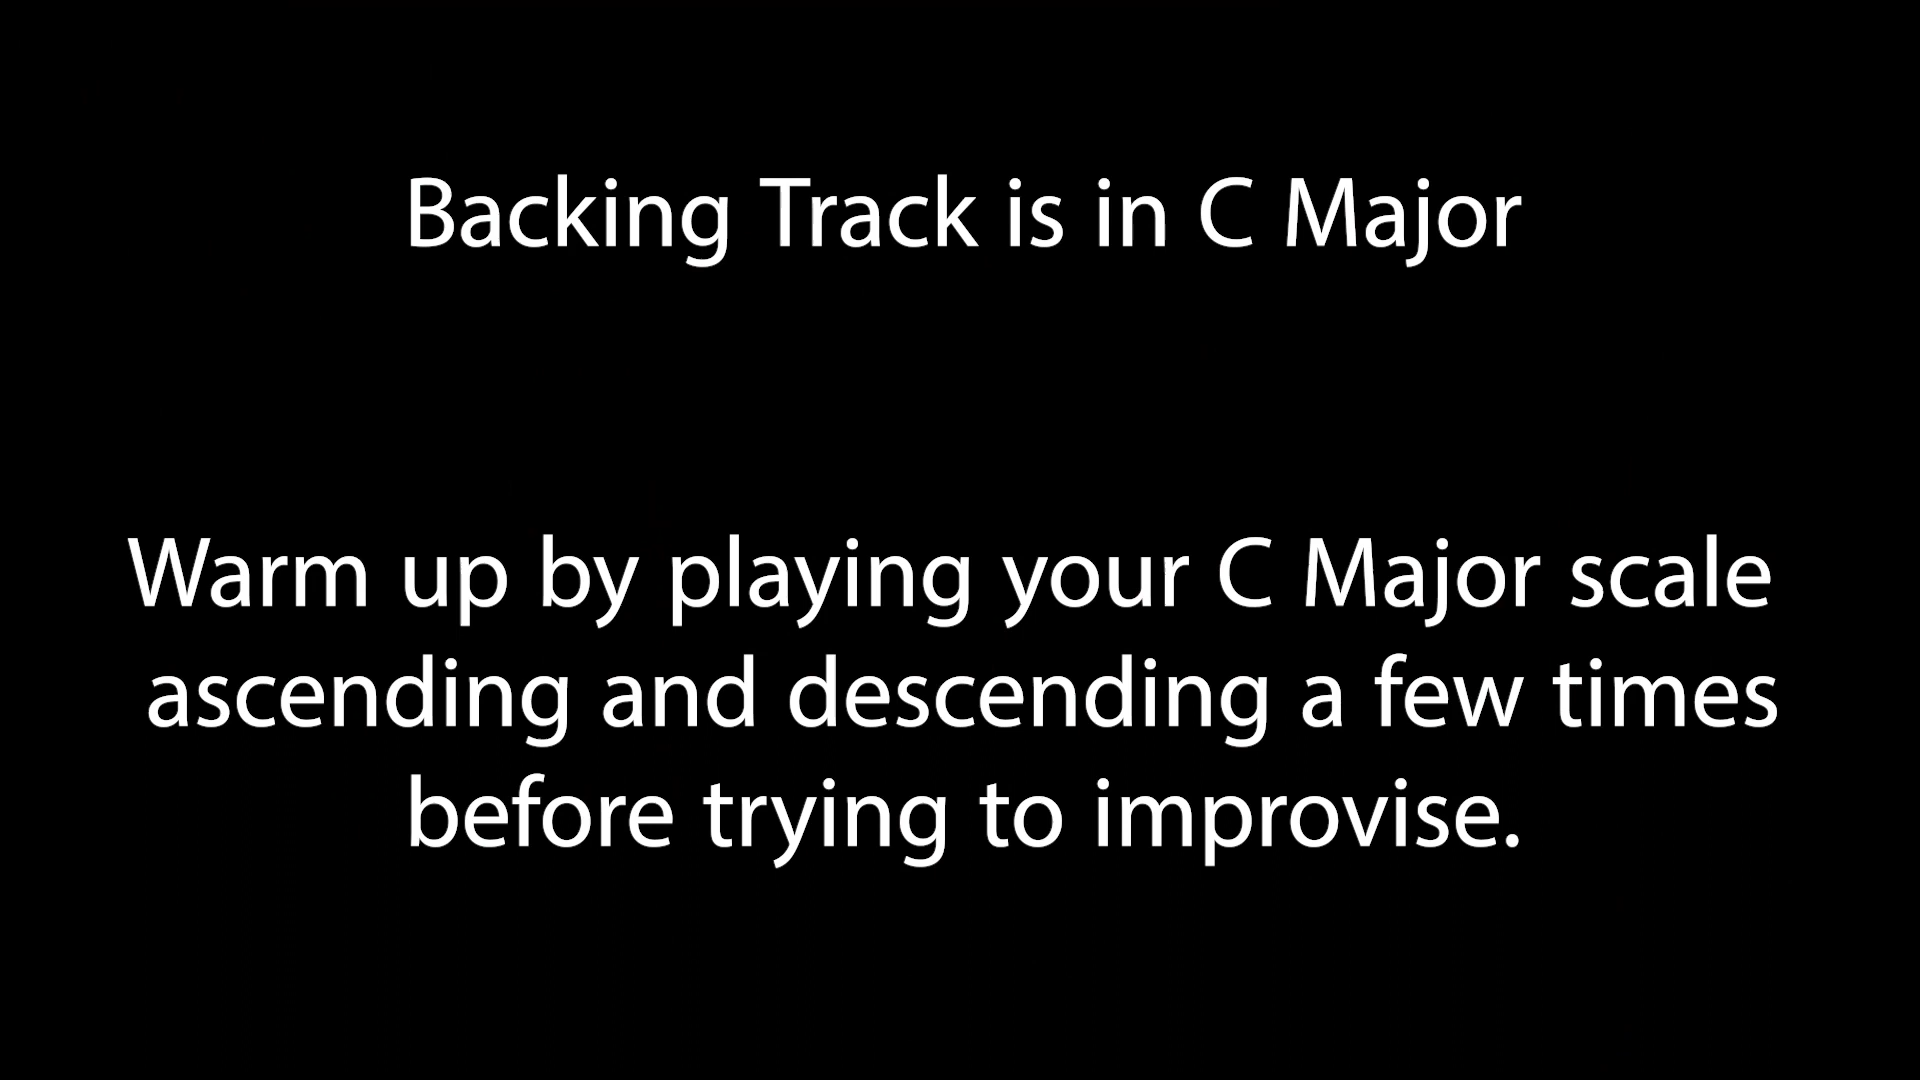 Backing Track is in C Major
Warm up by playing your C Major scale
ascending and descending a few times
before trying to improvise.